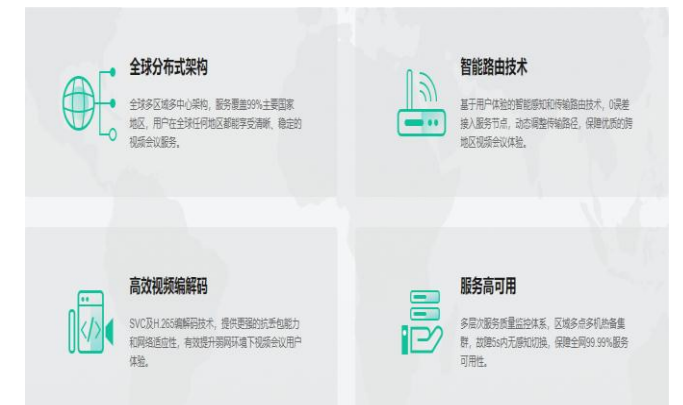 全球分布式架构
全球多区域多中心架构，服务覆盖99%主要国家
地区，用户在全球任何地区都能享受清晰、稳定的
视频会议服务。
智能路由技术
基于用户体验的智能感知和传输路由技术，0误差
接入服务节点，动态调整传输路径，保障优质的跨
地区视频会议体验。
高效视频编解码
SVC及H.265编解码技术，提供更强的抗丢包能力
和网络适应性，有效提升弱网环境下视频会议用户
体验。
服务高可用
多层次服务质量监控体系，区域多点多机热备集
群，故障5s内无感知切换，保障全网99.99%服务
可用性。